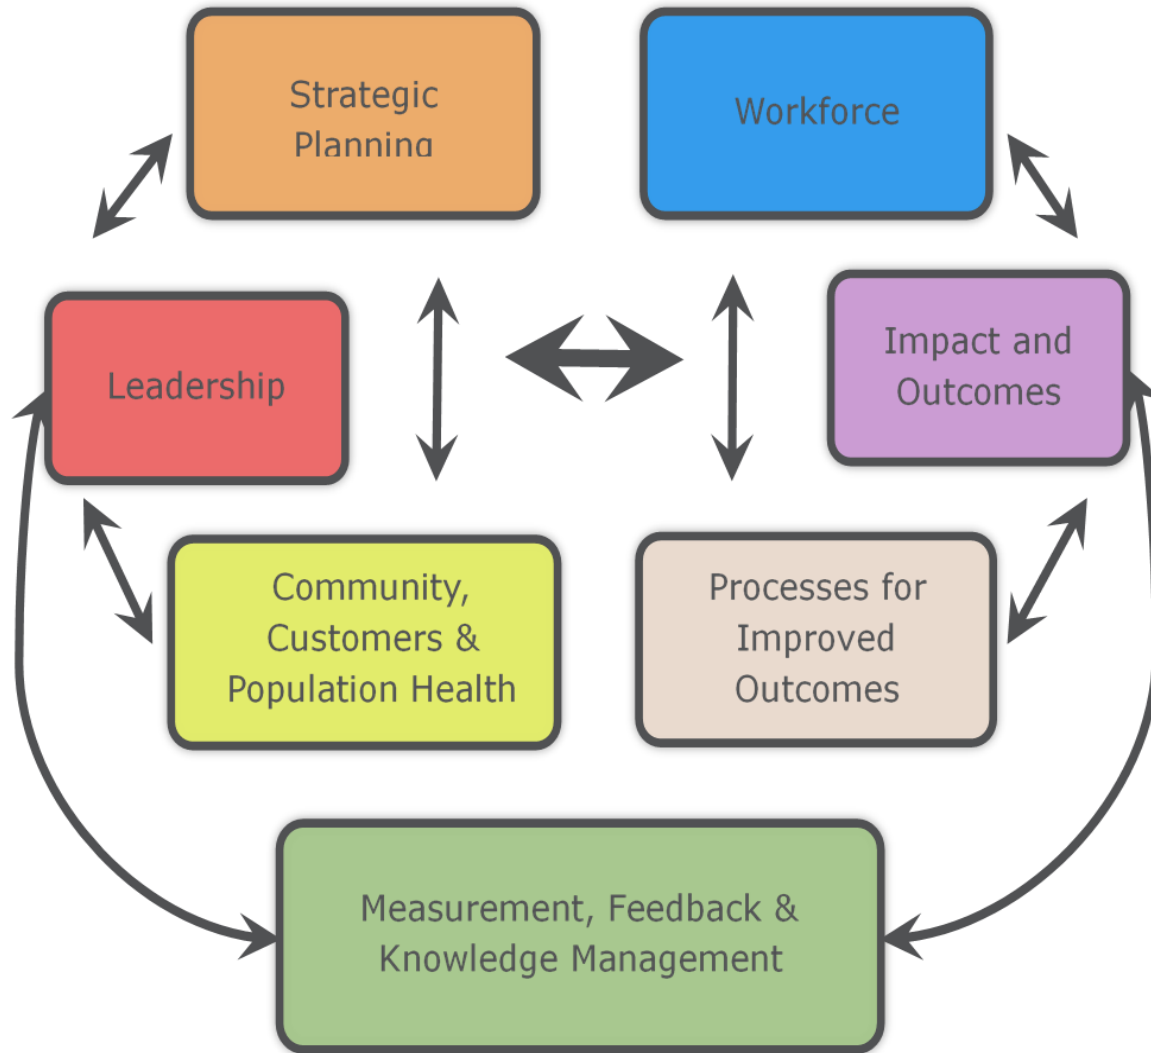 Strategic
Planning
Workforce
Leadership
Impact and
Outcomes
Community,
Customers &
Population Health
Processes for
Improved
Outcomes
Measurement, Feedback &
Knowledge Management